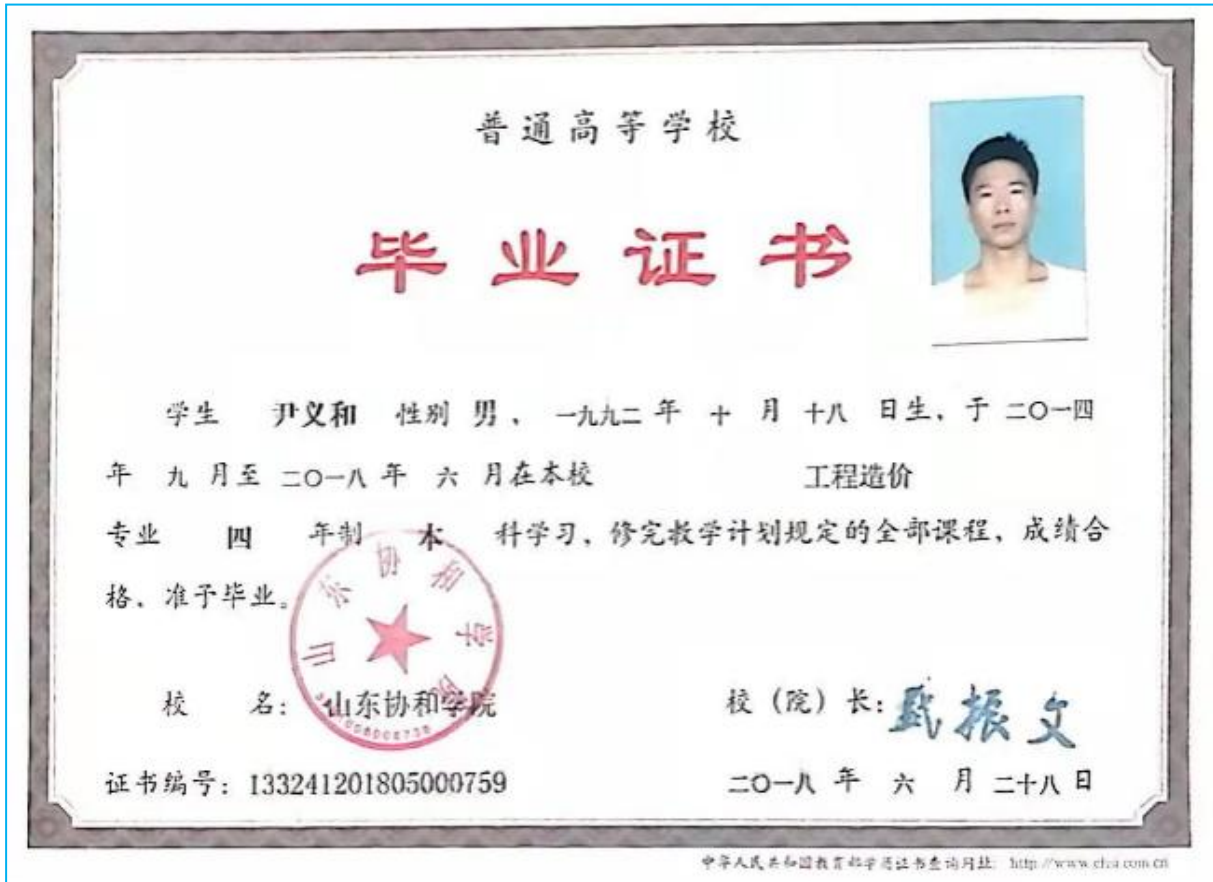 普通高等学校
毕业证书
学生 尹义和 性别 男、一九九二 年 十 月 十八 日生、于 二〇一四
年 九 月至 二〇一八 年 六 月在本校 工程造价
专业 四 年制 本 科学习、修完教学计划规定的全部课程、成绩合
格、准予毕业。
山东协和学院
校 名: 山东协和学院 校（院）长: 振文
证书编号: 133241201805000759 二〇一八 年 六 月 二十八 日
中华人民共和国教育部学历证书查询网址: http://www.chsi.com.cn